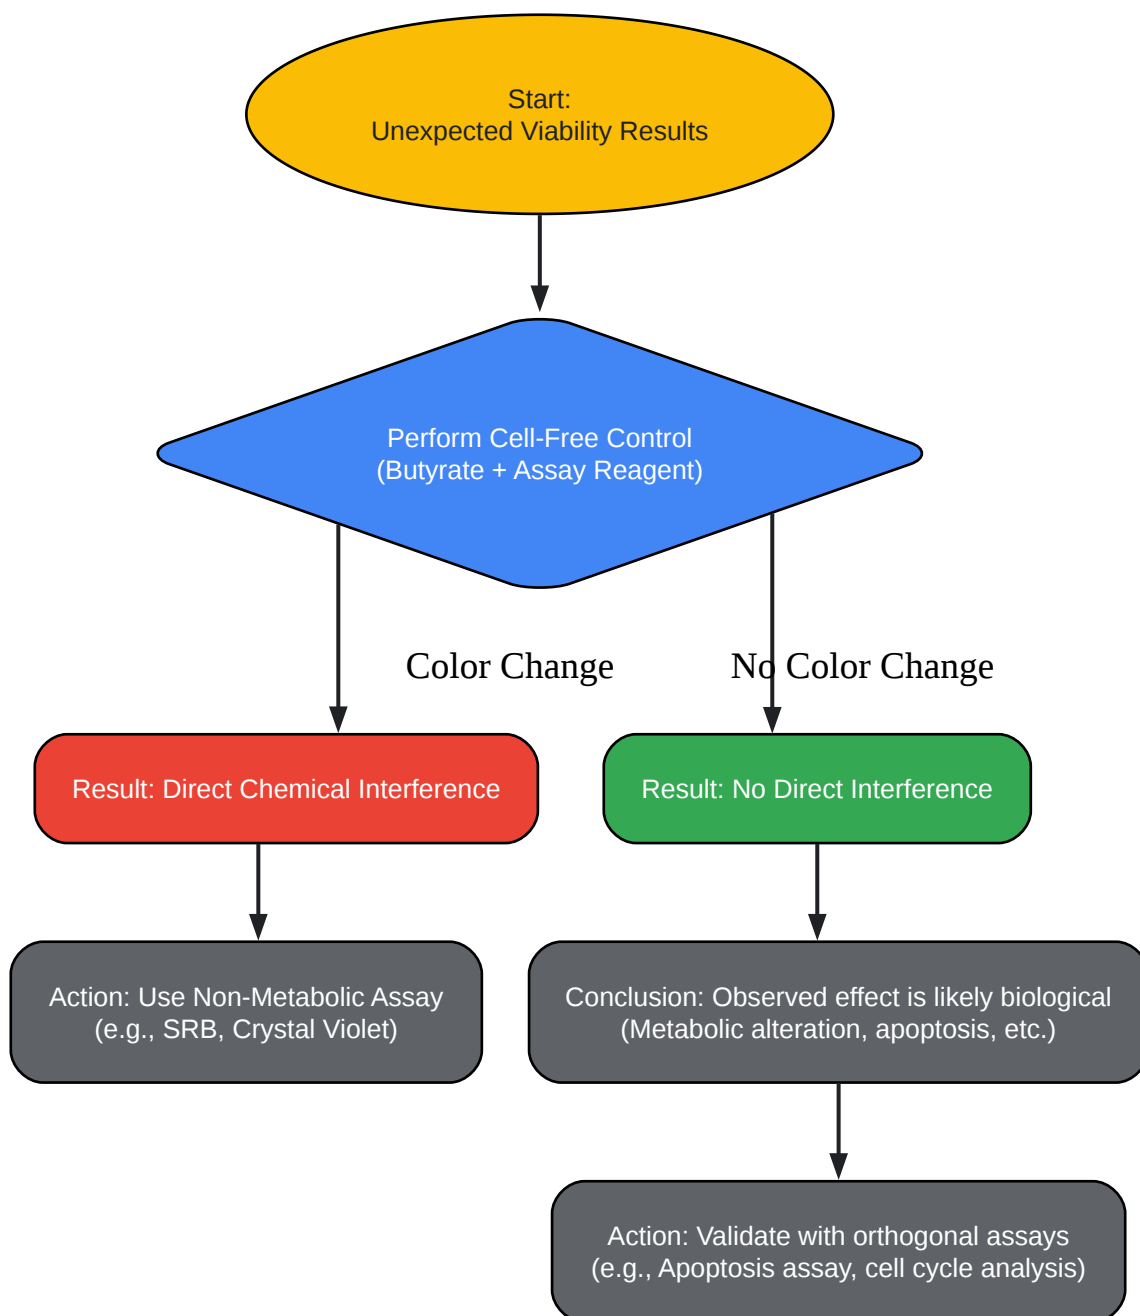 Start:
Unexpected Viability Results
Perform Cell-Free Control
(Butyrate + Assay Reagent)
Color Change
No Color Change
Result: Direct Chemical Interference
Result: No Direct Interference
Action: Use Non-Metabolic Assay
(e.g., SRB, Crystal Violet)
Conclusion: Observed effect is likely biological
(Metabolic alteration, apoptosis, etc.)
Action: Validate with orthogonal assays
(e.g., Apoptosis assay, cell cycle analysis)